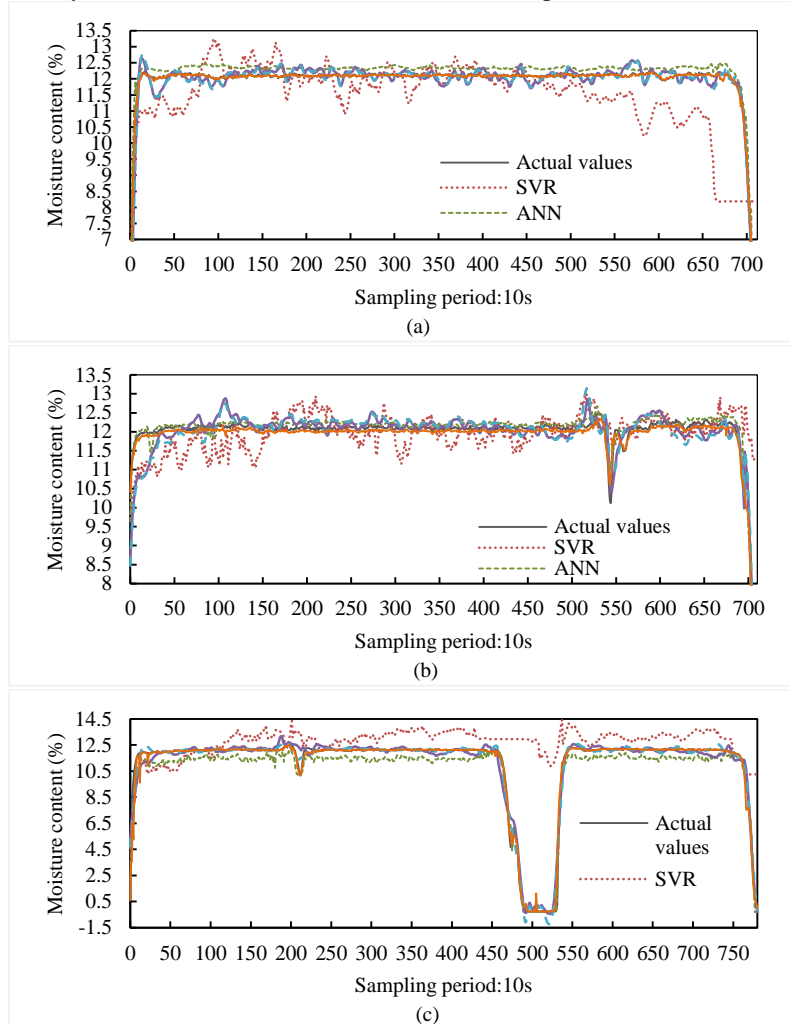 13.5
13
12.5
12
11.5
11
10.5
10
9.5
9
8.5
8
7.5
7
Moisture content (%)
Actual values
SVR
ANN
0 50 100 150 200 250 300 350 400 450 500 550 600 650 700
Sampling period:10s
(a)
13.5
13
12.5
12
11.5
11
10.5
10
9.5
9
8.5
8
Moisture content (%)
Actual values
SVR
ANN
0 50 100 150 200 250 300 350 400 450 500 550 600 650 700
Sampling period:10s
(b)
14.5
12.5
10.5
8.5
6.5
4.5
2.5
0.5
-1.5
Moisture content (%)
Actual
values
SVR
0 50 100 150 200 250 300 350 400 450 500 550 600 650 700 750
Sampling period:10s
(c)